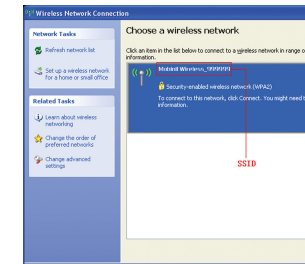 Wireless Network Connection
Network Tasks
Refresh network list
Set up a wireless network
for a home or small office
Related Tasks
Learn about wireless
networking
Change the order of
preferred networks
Change advanced
settings
Choose a wireless network
Click an item in the list below to connect to a wireless network in range o
information.
Mobinil Wireless_999999
Security-enabled wireless network (WPA2)
To connect to this network, click Connect. You might need t
information.
SSID